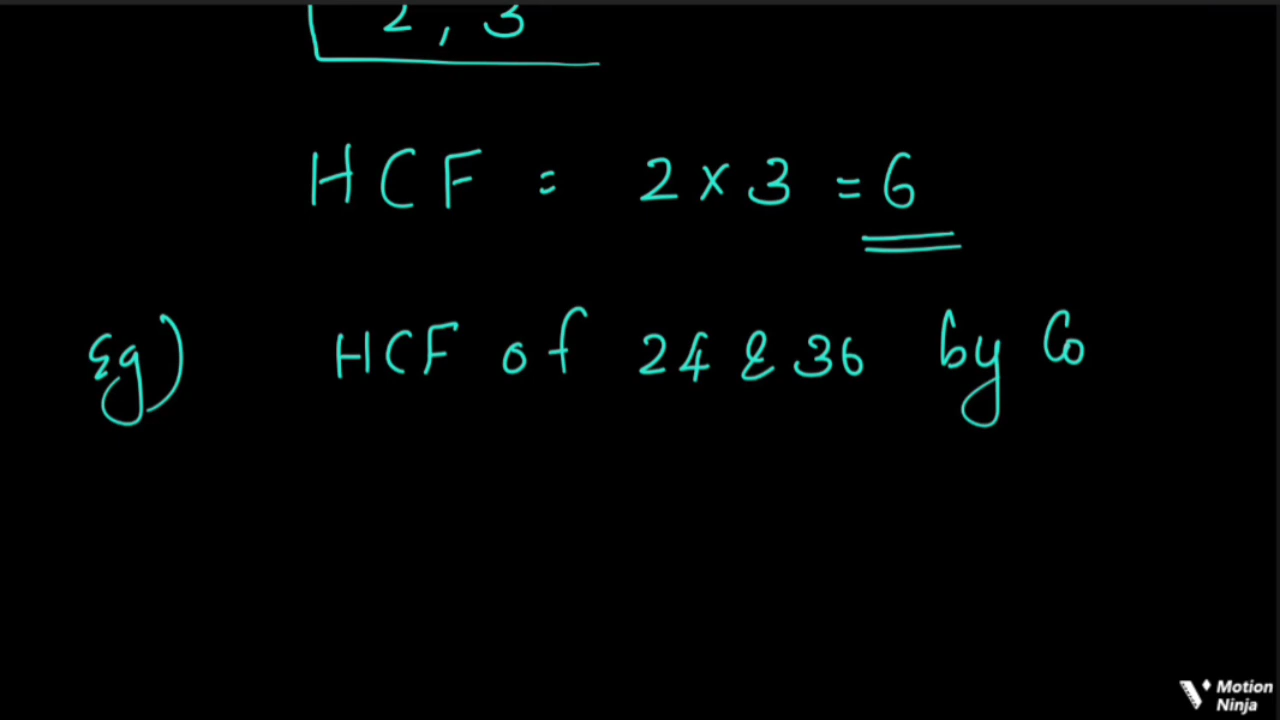 2, 3
HCF = 2 × 3 = 6
Eg) HCF of 24 & 36 by Co
Motion
Ninja